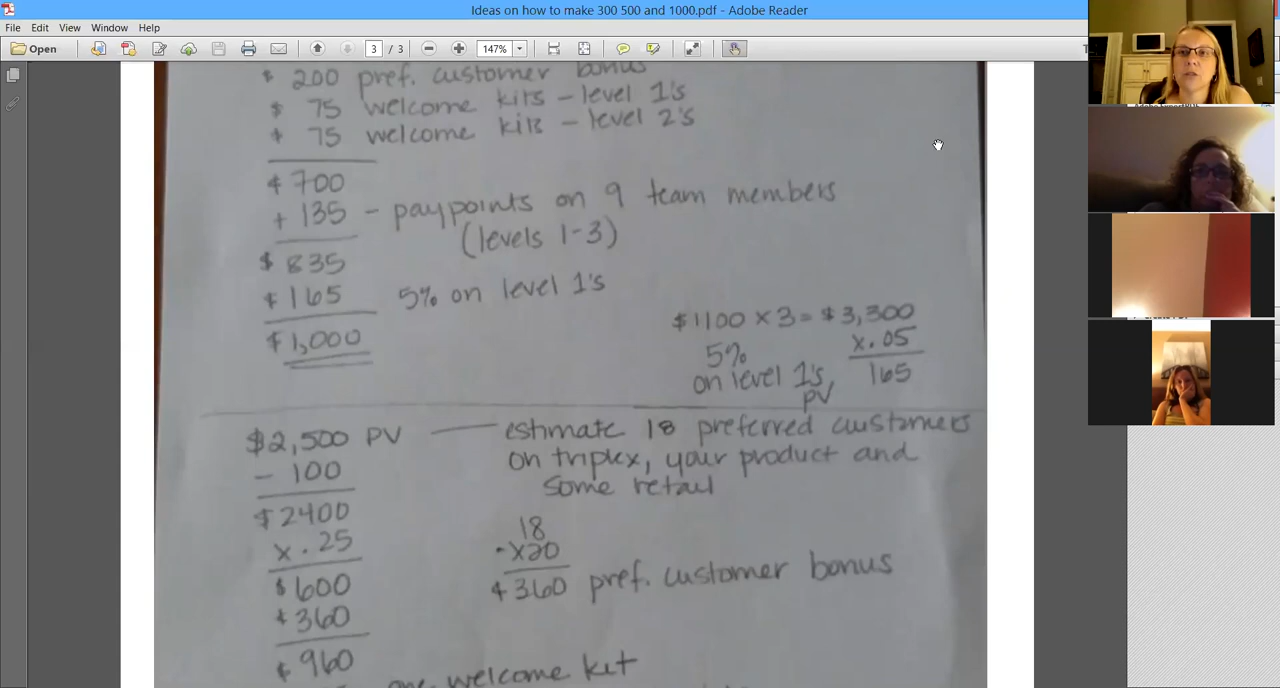 Ideas on how to make 300 500 and 1000.pdf - Adobe Reader
File Edit View Window Help
Open 3 / 3 147%
$ 200 pref. customer bonus
$ 75 welcome kits - level 1's
$ 75 welcome kits - level 2's
$700
+ 135 - paypoints on 9 team members
(levels 1-3)
$ 835
$ 165 5% on level 1's
$1,000
$1100 x 3 = $3,300
5% x.05
on level 1's, 165
PV
$2,500 PV — estimate 18 preferred customers
- 100 on triplex, your product and
some retail
$2400
x.25
18
x20
$360 pref. customer bonus
$600
$360
$960
one welcome ket